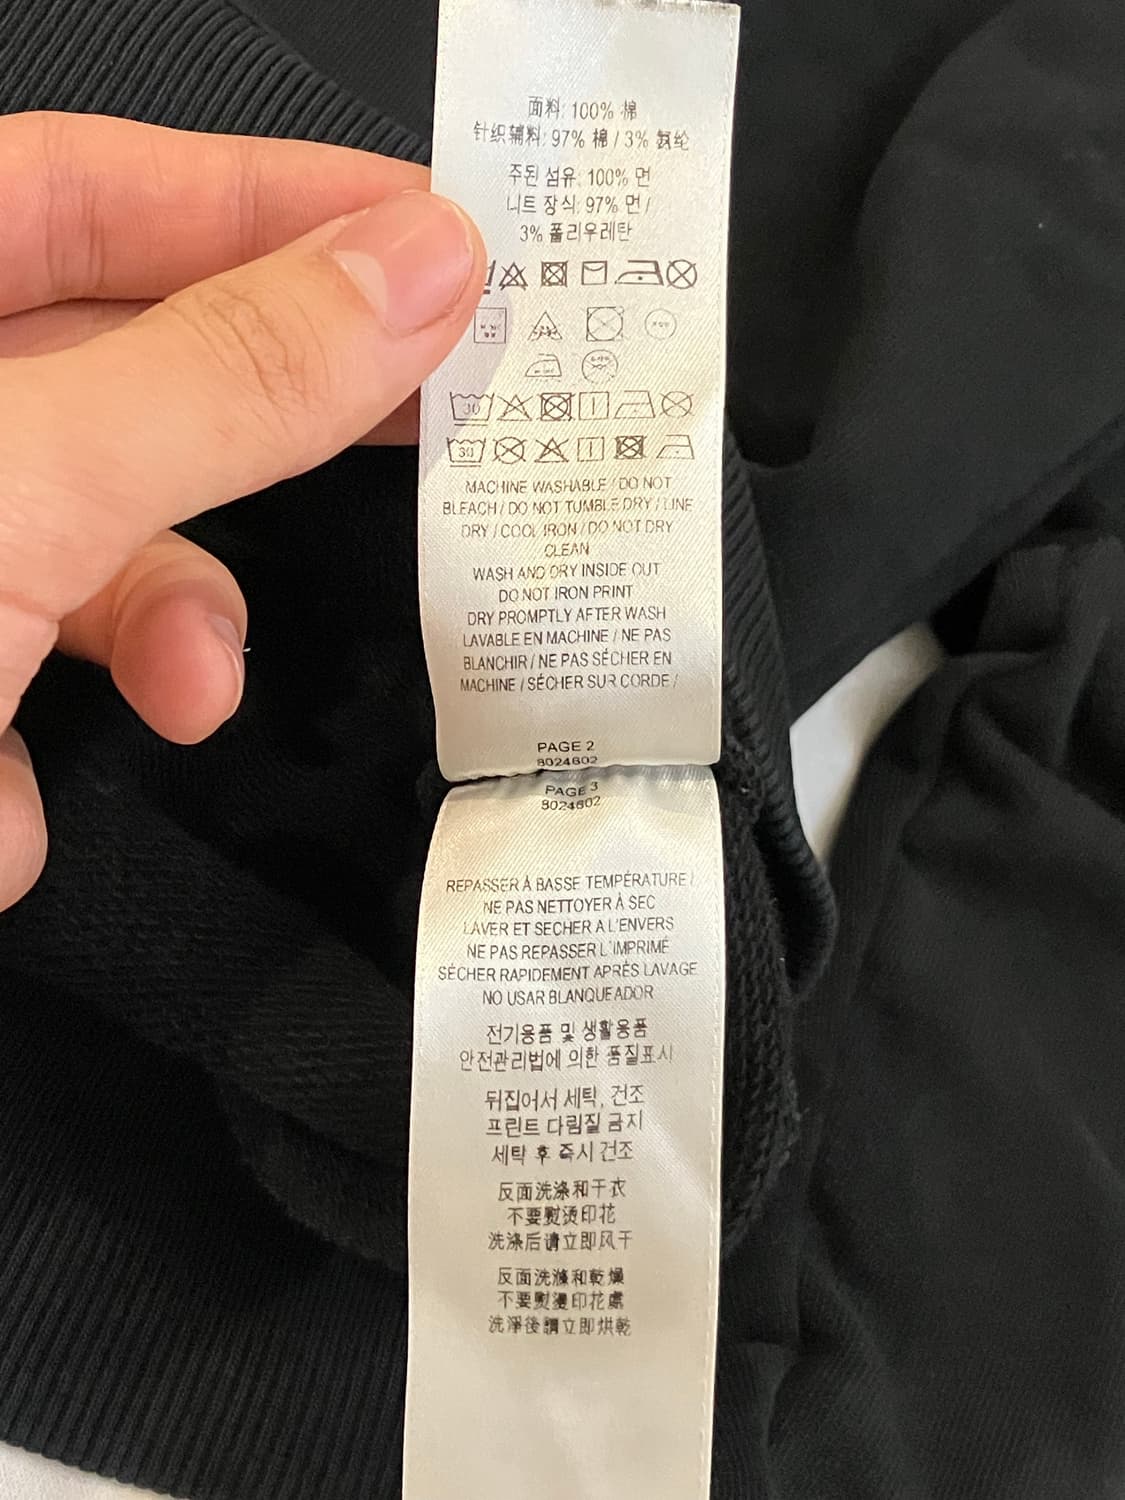 面料: 100% 棉
针织辅料: 97% 棉 / 3% 氨纶
주된 섬유: 100% 면
니트 장식: 97% 면 /
3% 폴리우레탄
30
30
MACHINE WASHABLE / DO NOT
BLEACH / DO NOT TUMBLE DRY / LINE
DRY / COOL IRON / DO NOT DRY
CLEAN
WASH AND DRY INSIDE OUT
DO NOT IRON PRINT
DRY PROMPTLY AFTER WASH
LAVABLE EN MACHINE / NE PAS
BLANCHIR / NE PAS SÉCHER EN
MACHINE / SÉCHER SUR CORDE /
PAGE 2
8024602
PAGE 3
8024602
REPASSER À BASSE TEMPÉRATURE /
NE PAS NETTOYER À SEC
LAVER ET SECHER A L'ENVERS
NE PAS REPASSER L'IMPRIMÉ
SÉCHER RAPIDEMENT APRÈS LAVAGE
NO USAR BLANQUEADOR
전기용품 및 생활용품
안전관리법에 의한 품질표시
뒤집어서 세탁, 건조
프린트 다림질 금지
세탁 후 즉시 건조
反面洗涤和干衣
不要熨烫印花
洗涤后请立即风干
反面洗滌和乾燥
不要熨燙印花處
洗淨後請立即烘乾